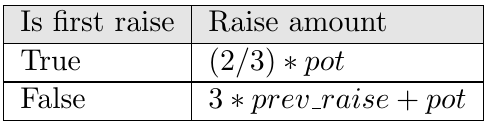 Is first raise Raise amount
True (2/3) * pot
False 3 * prev_raise + pot